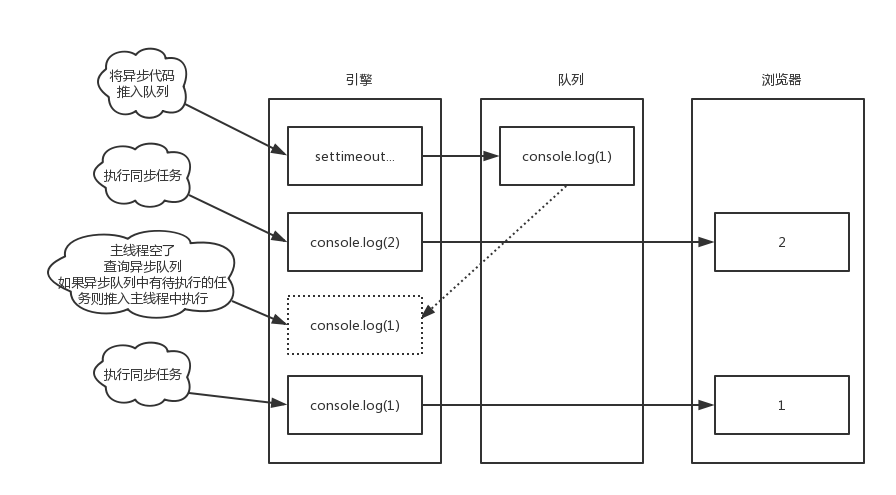 将异步代码
推入队列
引擎
队列
浏览器
settimeout...
console.log(1)
执行同步任务
console.log(2)
2
主线程空了
查询异步队列
如果异步队列中有待执行的任
务则推入主线程中执行
console.log(1)
执行同步任务
console.log(1)
1